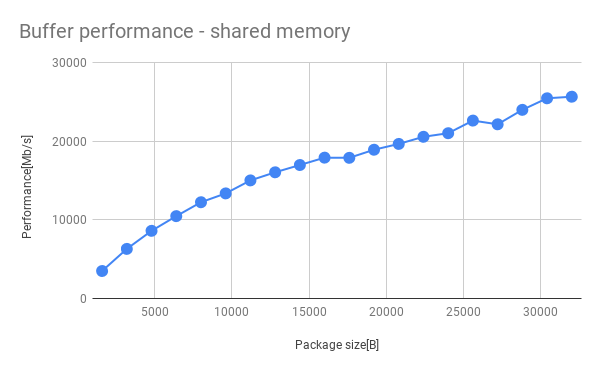 Buffer performance - shared memory
30000
20000
10000
0
Performance[Mb/s]
5000 10000 15000 20000 25000 30000
Package size[B]